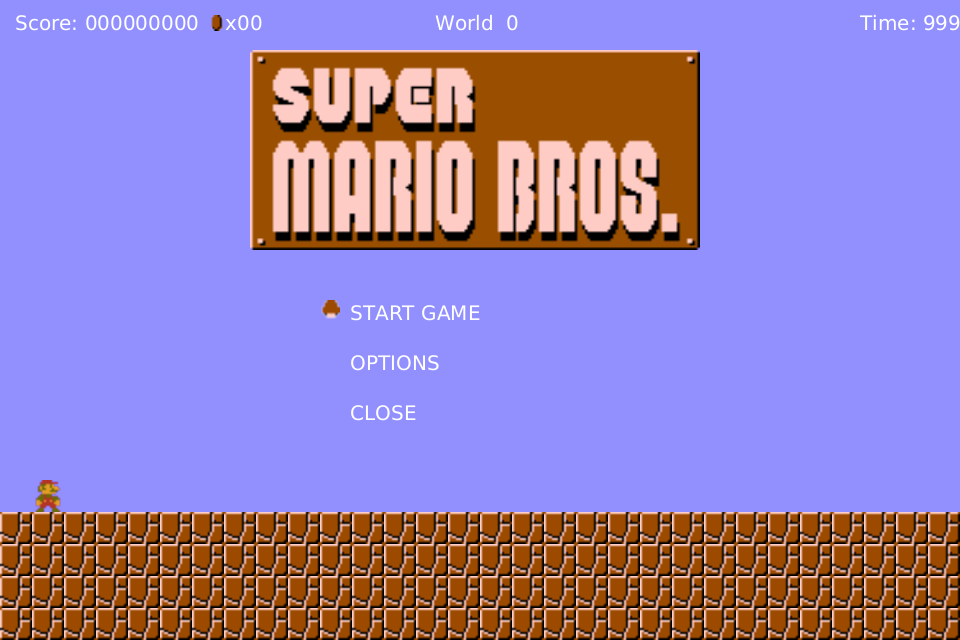 Score: 000000000 x00 World 0 Time: 999
SUPER
MARIO BROS.
START GAME
OPTIONS
CLOSE